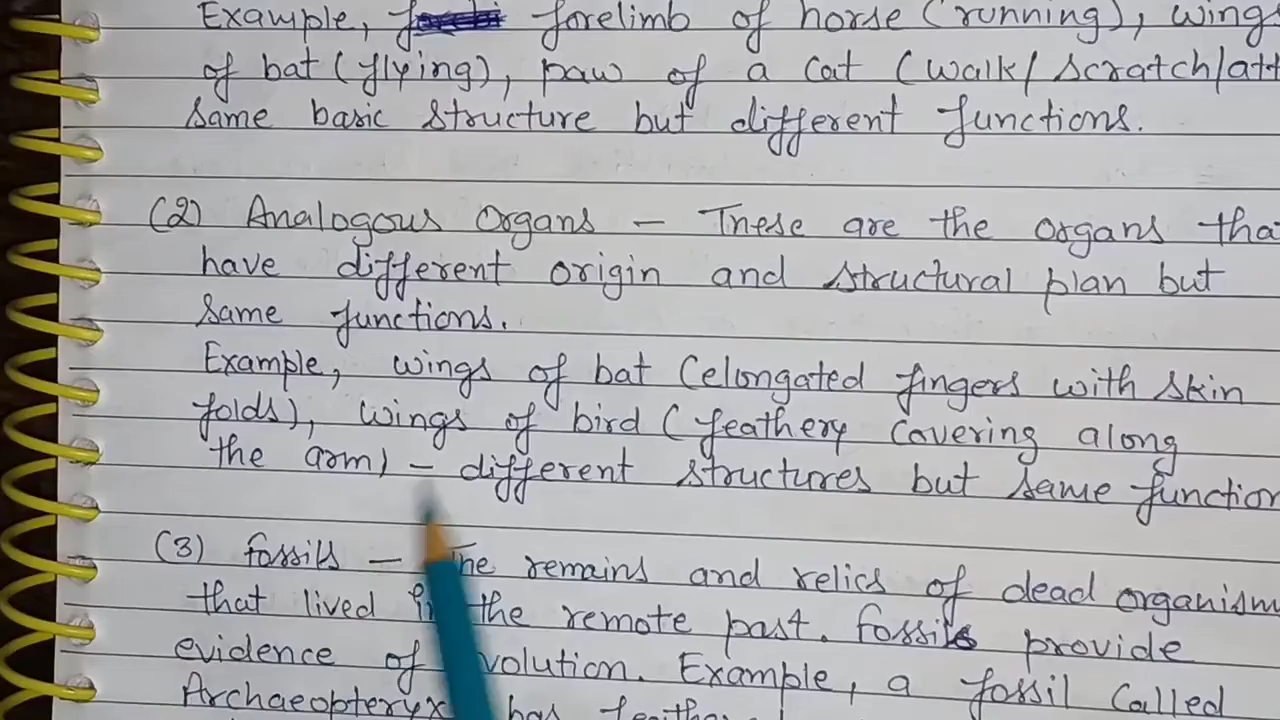 Example, forelimb of horse (running), wings
of bat (flying), paw of a cat (walk/scratch/att
same basic structure but different functions.
(2) Analogous Organs – These are the organs tha
have different origin and structural plan but
same functions.
Example, wings of bat (elongated fingers with skin
folds), wings of bird (feathery covering along
the arm) – different structures but same function
(3) Fossils – The remains and relics of dead organism
that lived in the remote past. Fossils provide
evidence of volution. Example, a fossil called
Archaeopteryx has feathe